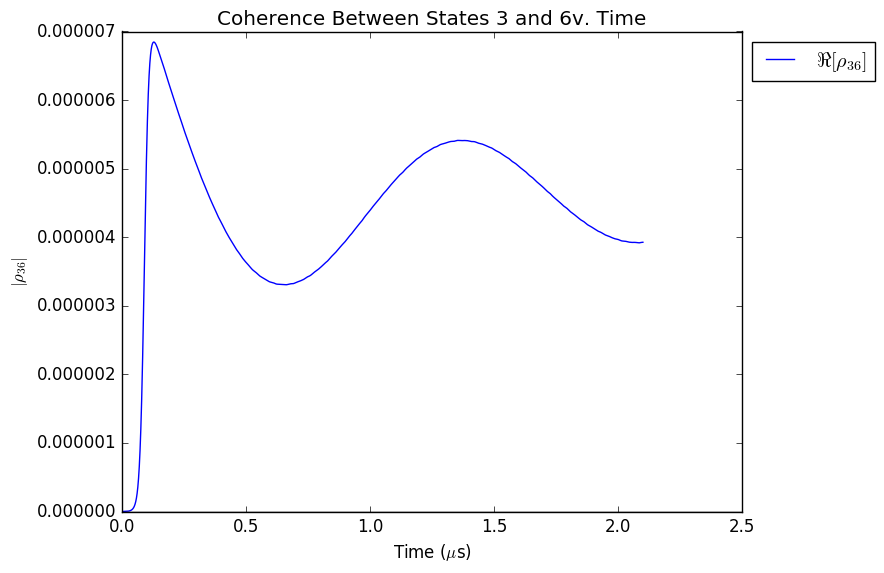 Coherence Between States 3 and 6v. Time
ℜ[ρ₃₆]
|ρ₃₆|
0.000007
0.000006
0.000005
0.000004
0.000003
0.000002
0.000001
0.000000
0.0 0.5 1.0 1.5 2.0 2.5
Time (μs)